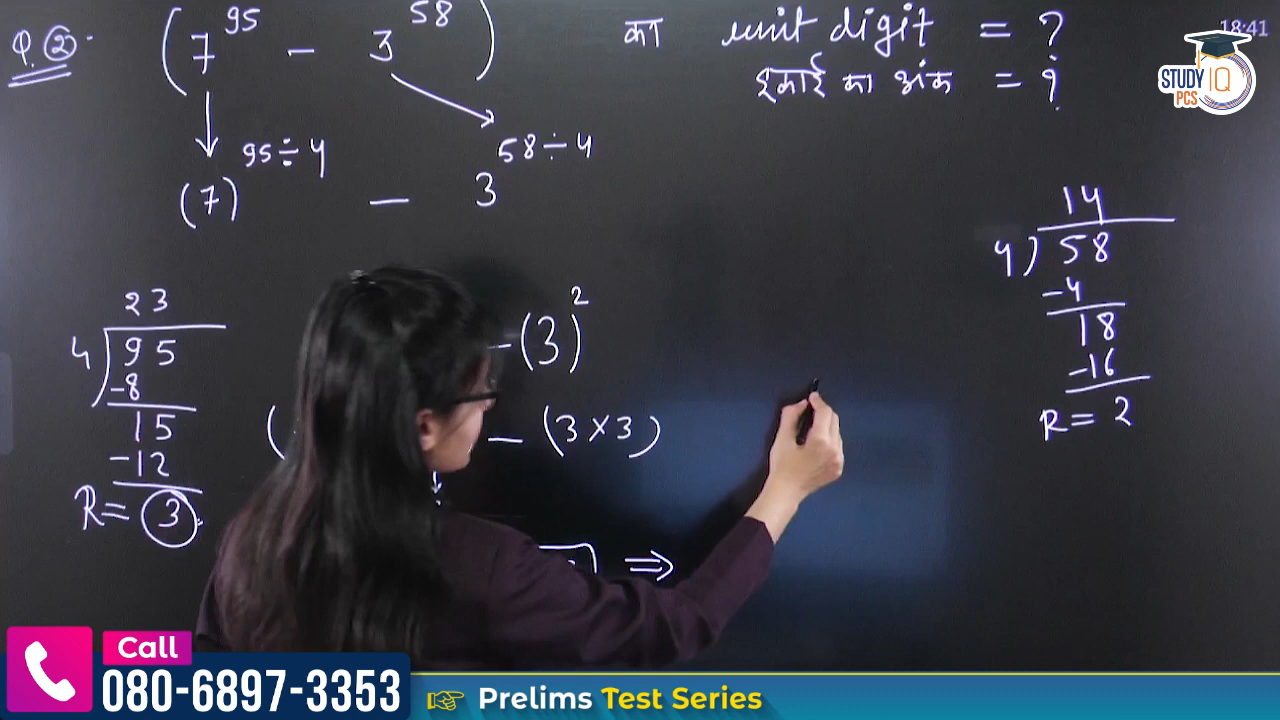 Q.② (7^95 − 3^58) का unit digit = ?
इकाई का अंक = ?
(7)^95÷4 − 3^58÷4
18:41
STUDY IQ
PCS
14
4) 58
-4
18
-16
R = 2
23
4) 95
-8
15
-12
R = 3
−(3)^2
( − (3×3)
⇒
Call
080-6897-3353
Prelims Test Series